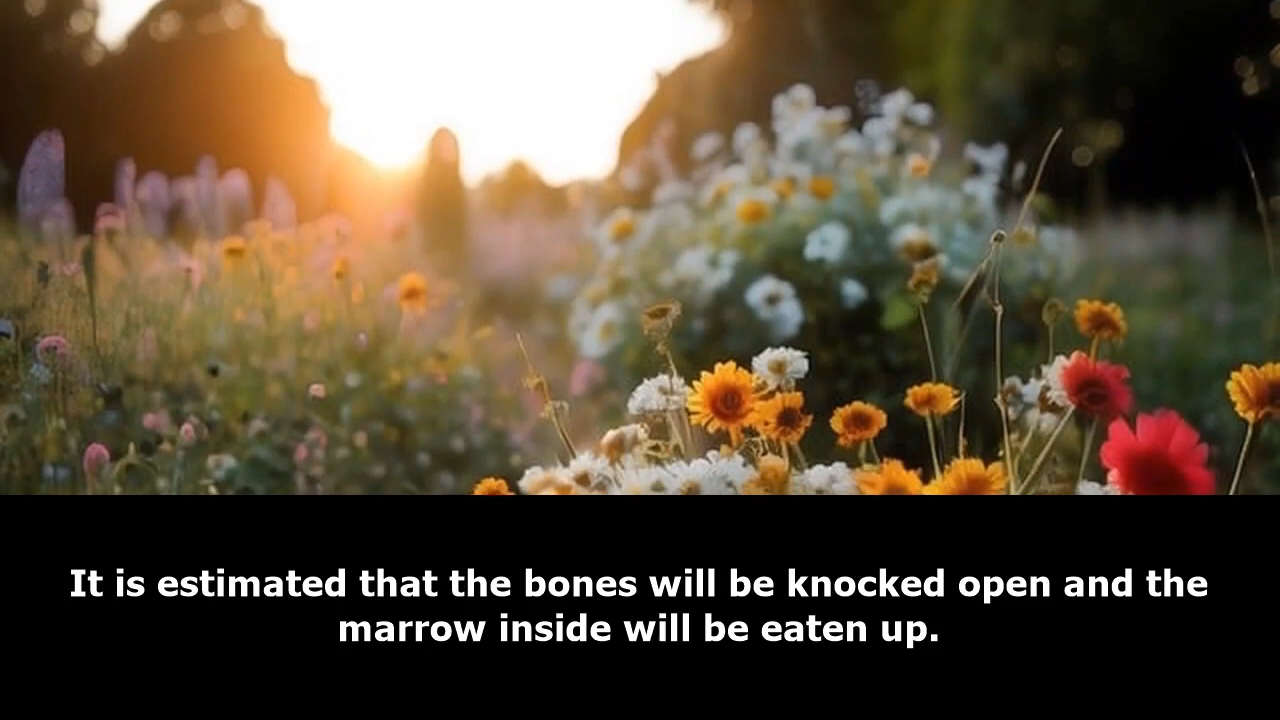 It is estimated that the bones will be knocked open and the
marrow inside will be eaten up.